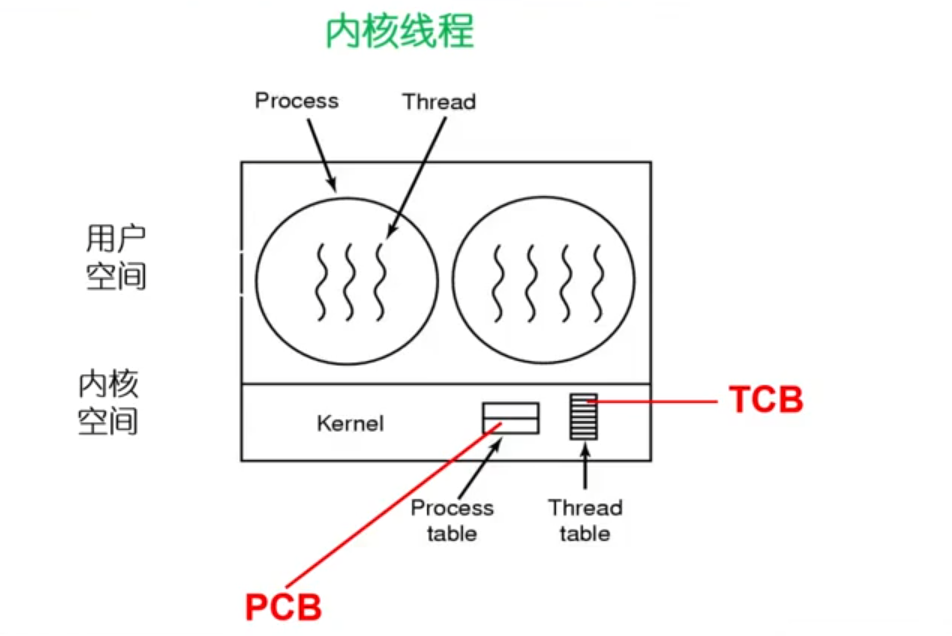 内核线程
Process
Thread
用户
空间
内核
空间
Kernel
TCB
Process
table
Thread
table
PCB